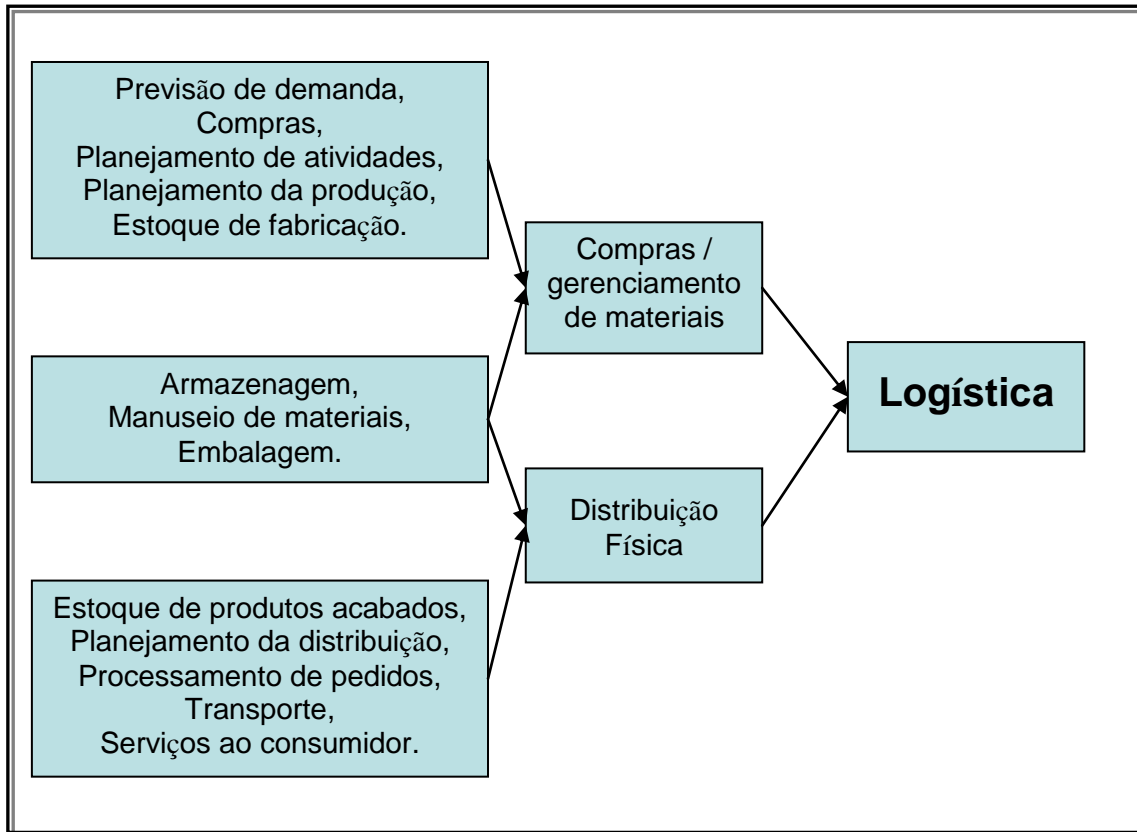 Previsão de demanda,
Compras,
Planejamento de atividades,
Planejamento da produção,
Estoque de fabricação.
Compras /
gerenciamento
de materiais
Armazenagem,
Manuseio de materiais,
Embalagem.
Logística
Distribuição
Física
Estoque de produtos acabados,
Planejamento da distribuição,
Processamento de pedidos,
Transporte,
Serviços ao consumidor.